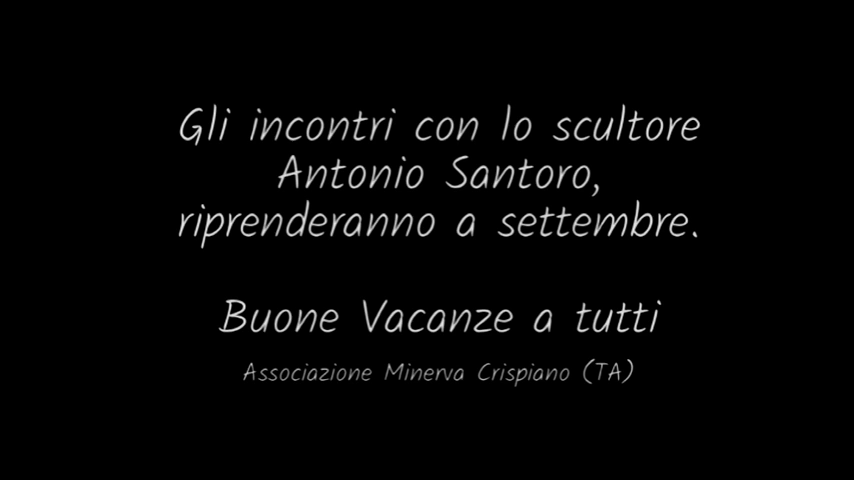 Gli incontri con lo scultore
Antonio Santoro,
riprenderanno a settembre.
Buone Vacanze a tutti
Associazione Minerva Crispiano (TA)